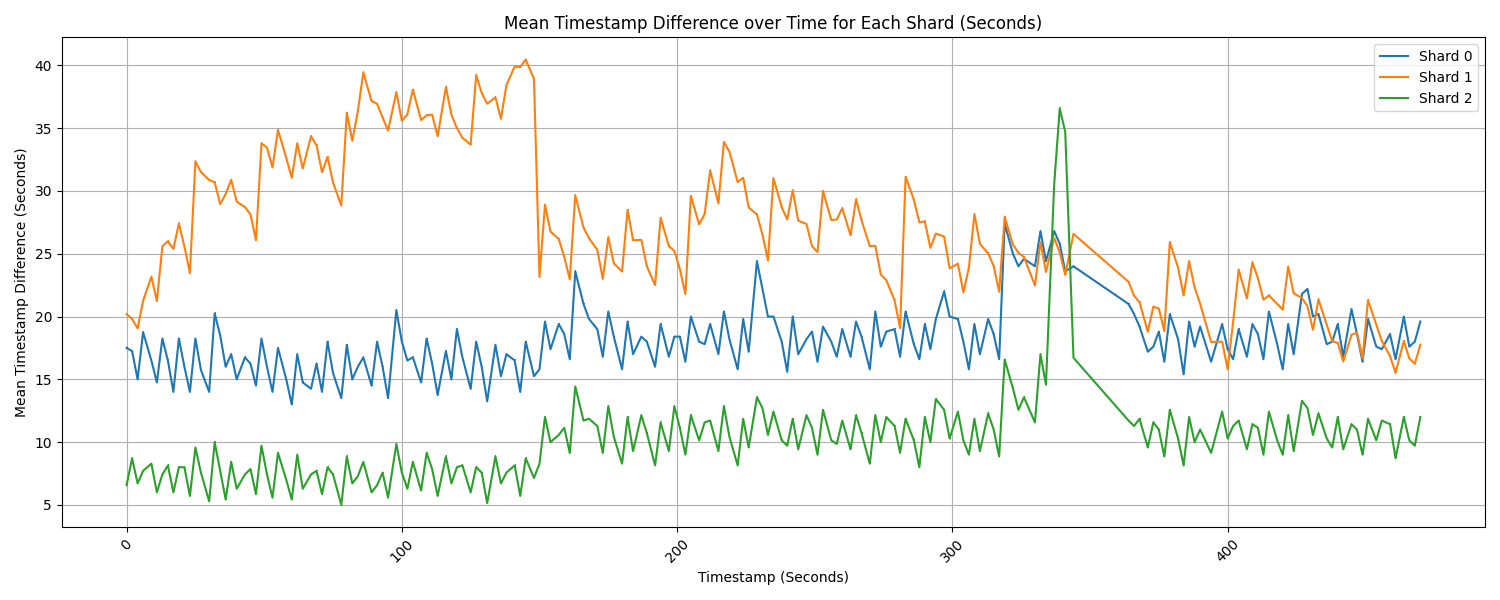 Mean Timestamp Difference over Time for Each Shard (Seconds)
Mean Timestamp Difference (Seconds)
40
35
30
25
20
15
10
5
Shard 0
Shard 1
Shard 2
0
100
200
300
400
Timestamp (Seconds)